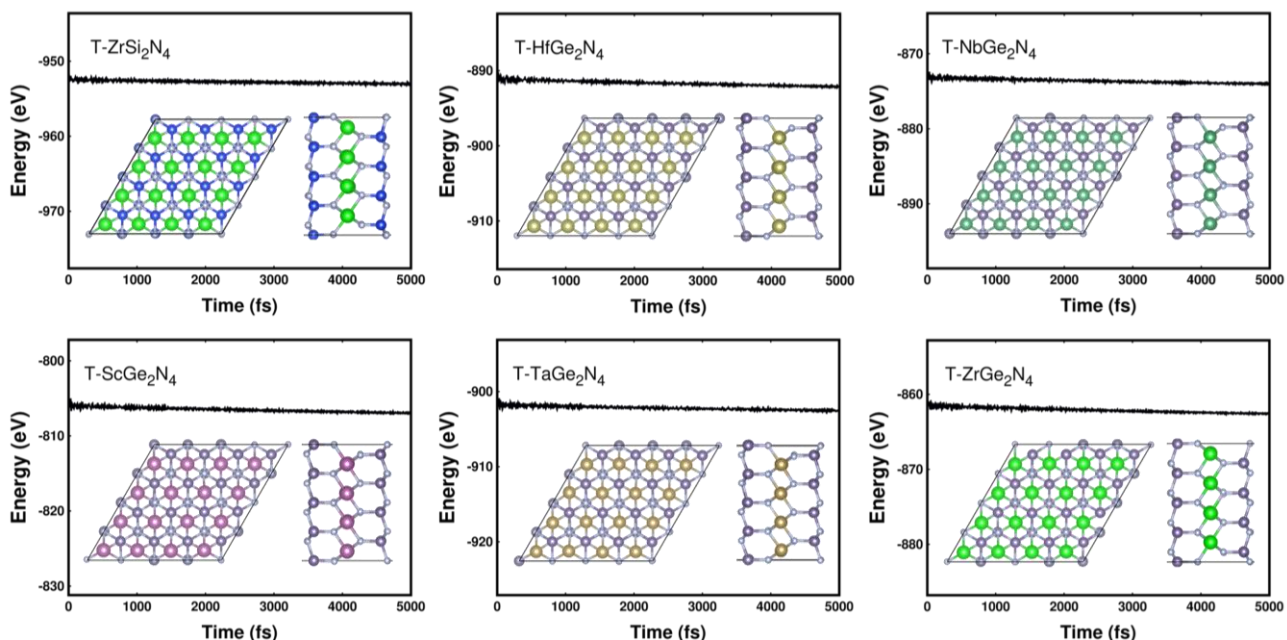 T-ZrSi2N4
Energy (eV)
-950
-960
-970
0 1000 2000 3000 4000 5000
Time (fs)
T-HfGe2N4
Energy (eV)
-890
-900
-910
0 1000 2000 3000 4000 5000
Time (fs)
T-NbGe2N4
Energy (eV)
-870
-880
-890
0 1000 2000 3000 4000 5000
Time (fs)
T-ScGe2N4
Energy (eV)
-800
-810
-820
-830
0 1000 2000 3000 4000 5000
Time (fs)
T-TaGe2N4
Energy (eV)
-900
-910
-920
0 1000 2000 3000 4000 5000
Time (fs)
T-ZrGe2N4
Energy (eV)
-860
-870
-880
0 1000 2000 3000 4000 5000
Time (fs)